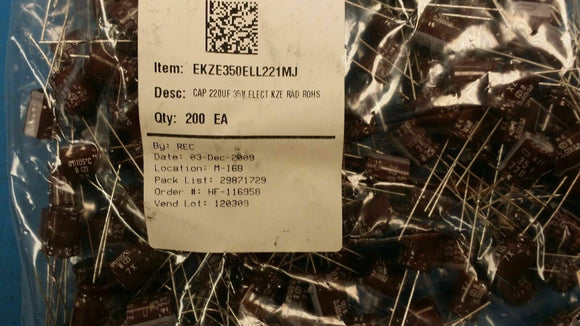 Item: EKZE350ELL221MJ
Desc: CAP 220UF 35V ELECT KZE RAD ROHS
Qty: 200 EA
By: REC
Date: 03-Dec-2009
Location: M-I6B
Pack List: 29871729
Order #: HF-116958
Vend Lot: 120309